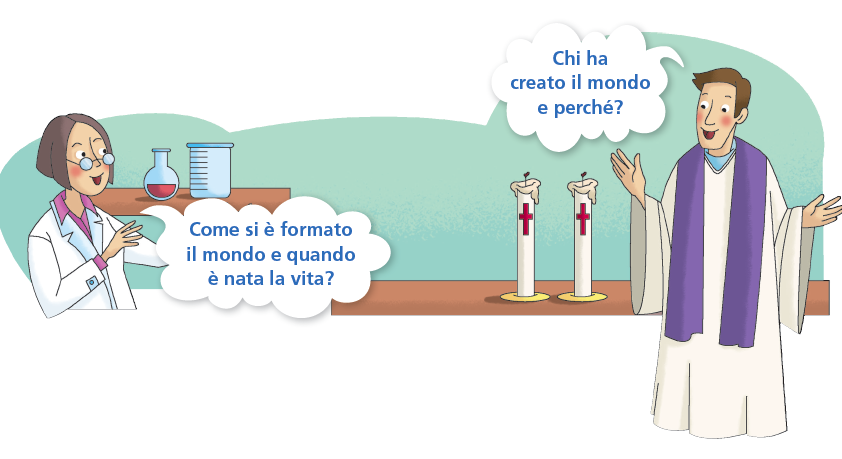 Chi ha
creato il mondo
e perché?
Come si è formato
il mondo e quando
è nata la vita?